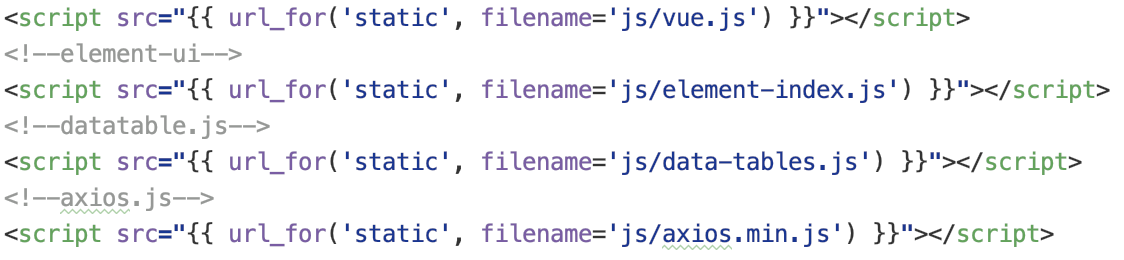 <script src="{{ url_for('static', filename='js/vue.js') }}"></script>
<!--element-ui-->
<script src="{{ url_for('static', filename='js/element-index.js') }}"></script>
<!--datatable.js-->
<script src="{{ url_for('static', filename='js/data-tables.js') }}"></script>
<!--axios.js-->
<script src="{{ url_for('static', filename='js/axios.min.js') }}"></script>